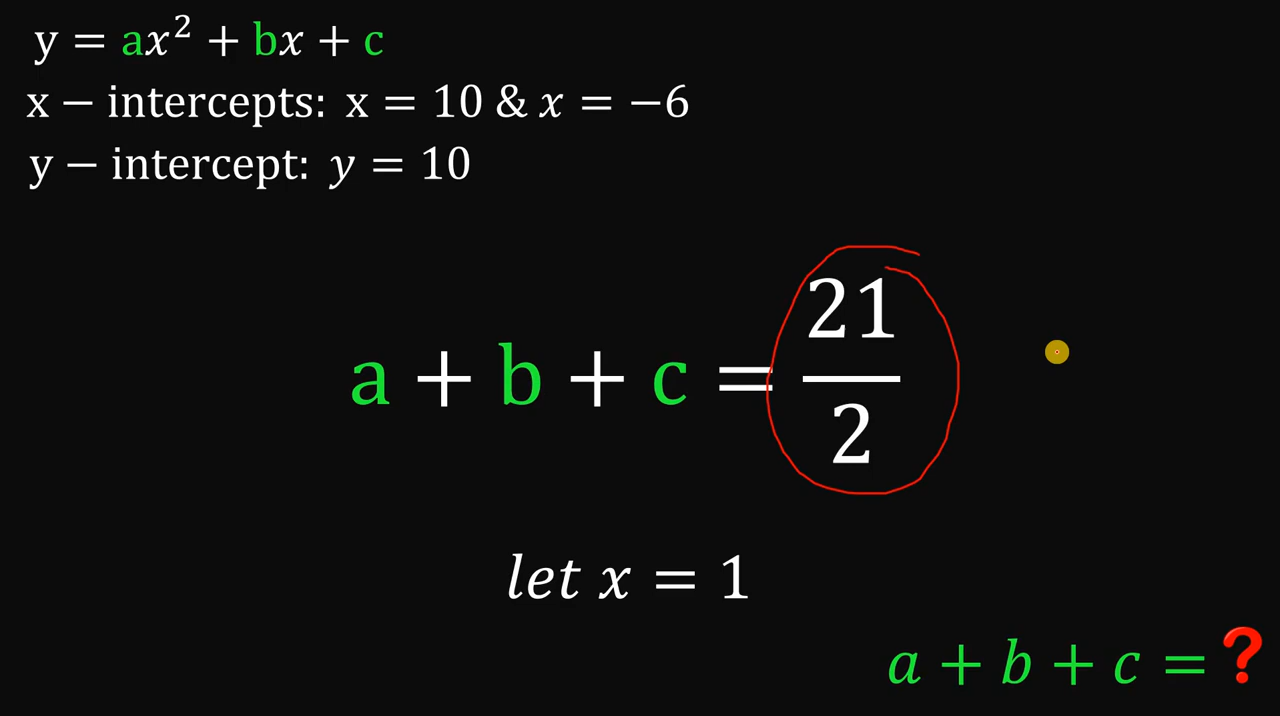 y = ax² + bx + c
x − intercepts: x = 10 & x = −6
y − intercept: y = 10
a + b + c = 21/2
let x = 1
a + b + c = ❓